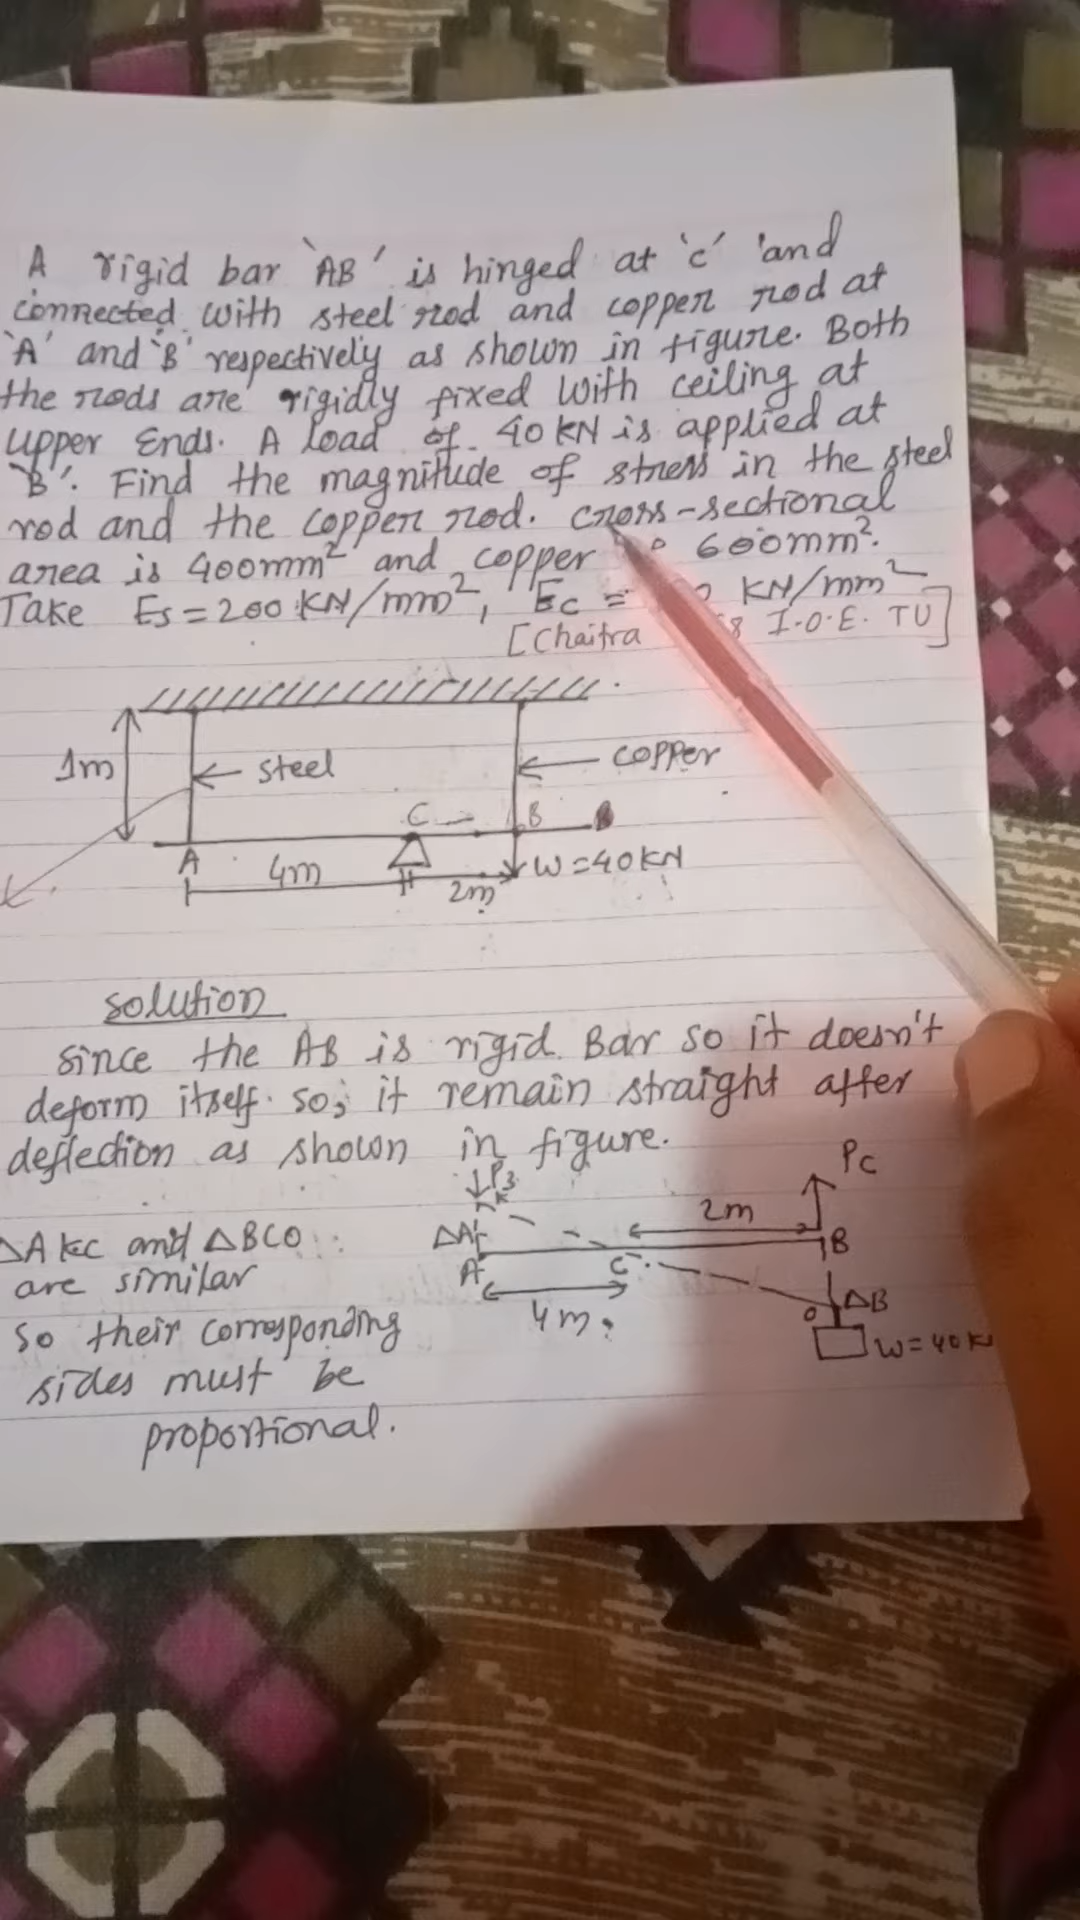 A rigid bar `AB' is hinged at 'c' 'and
connected with steel rod and copper rod at
`A' and `B' respectively as shown in figure. Both
the rods are rigidly fixed with ceiling at
upper Ends. A load of 40 KN is applied at
`B'. Find the magnitude of stress in the steel
rod and the copper rod. cross-sectional
area is 400mm² and copper 600mm².
Take Es = 200 KN/mm², Ec = KN/mm²
[Chaitra I.O.E. TU]
1m
steel
copper
C
B
A
4m
2m
W=40KN
solution
since the AB is rigid Bar so it doesn't
deform itself. so; it remain straight after
deflection as shown in figure.
Pc
K
2m
△AKC and △BCO
△A
B
are similar
A
C
4m
O
△B
so their corresponding
W=40K
sides must be
proportional.